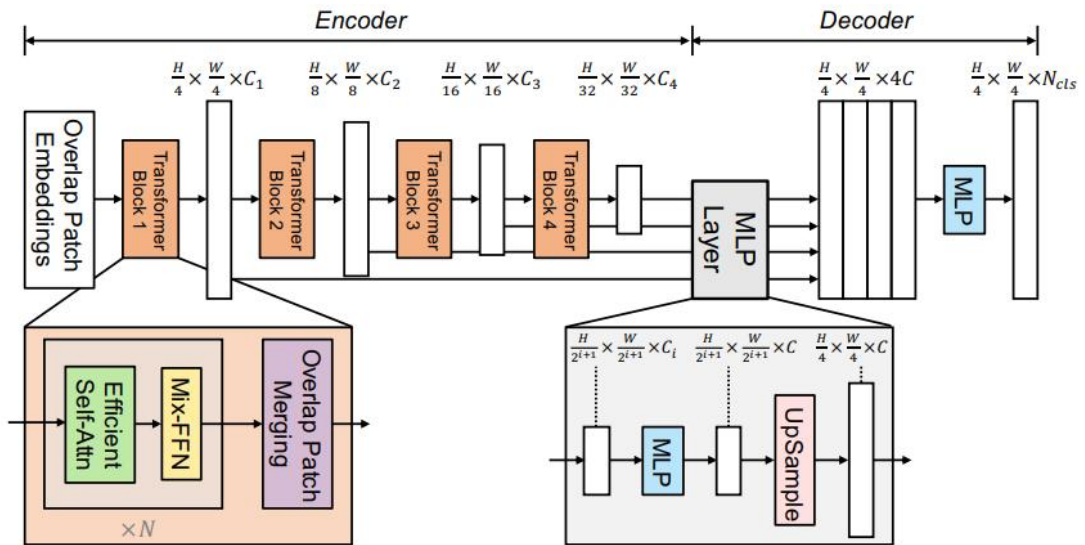 Encoder
Decoder
H/4 × W/4 × C₁
H/8 × W/8 × C₂
H/16 × W/16 × C₃
H/32 × W/32 × C₄
H/4 × W/4 × 4C
H/4 × W/4 × N_cls
Overlap Patch
Embeddings
Transformer
Block 1
Transformer
Block 2
Transformer
Block 3
Transformer
Block 4
MLP
Layer
MLP
Efficient
Self-Attn
Mix-FFN
Overlap Patch
Merging
×N
H/2^{i+1} × W/2^{i+1} × C_i
H/2^{i+1} × W/2^{i+1} × C
H/4 × W/4 × C
MLP
UpSample